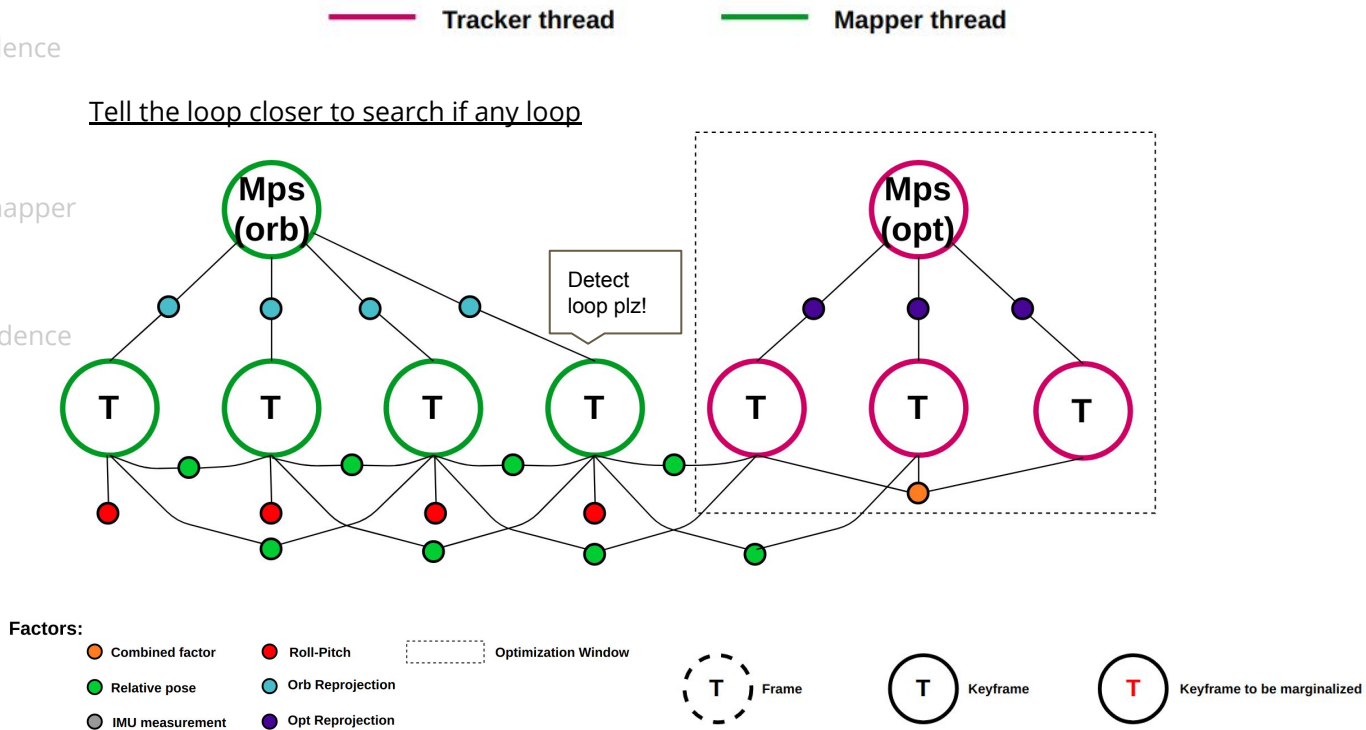 Tracker thread
Mapper thread
Tell the loop closer to search if any loop
Mps
(orb)
Mps
(opt)
Detect
loop plz!
T
T
T
T
T
T
T
Factors:
Combined factor
Roll-Pitch
Optimization Window
Relative pose
Orb Reprojection
IMU measurement
Opt Reprojection
T
Frame
T
Keyframe
T
Keyframe to be marginalized